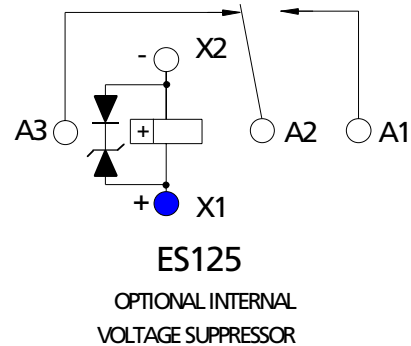 - X2
A3 + A2 A1
+ X1
ES125
OPTIONAL INTERNAL
VOLTAGE SUPPRESSOR